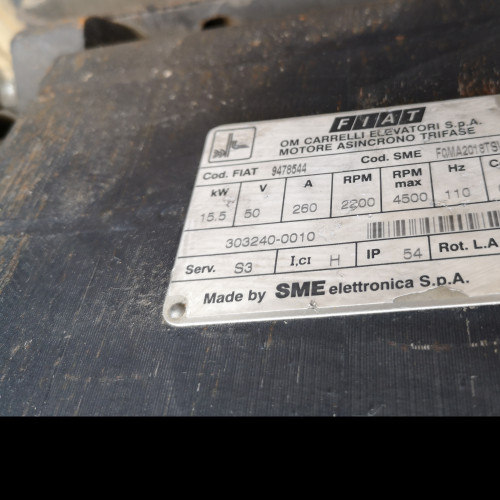 FIAT
OM CARRELLI ELEVATORI S.p.A.
MOTORE ASINCRONO TRIFASE
Cod. FIAT 9478544 Cod. SME
kW V A RPM RPM max Hz
15.5 50 260 2200 4500 110
303240-0010
Serv. S3 I,CI H IP 54 Rot. L.A
Made by SME elettronica S.p.A.